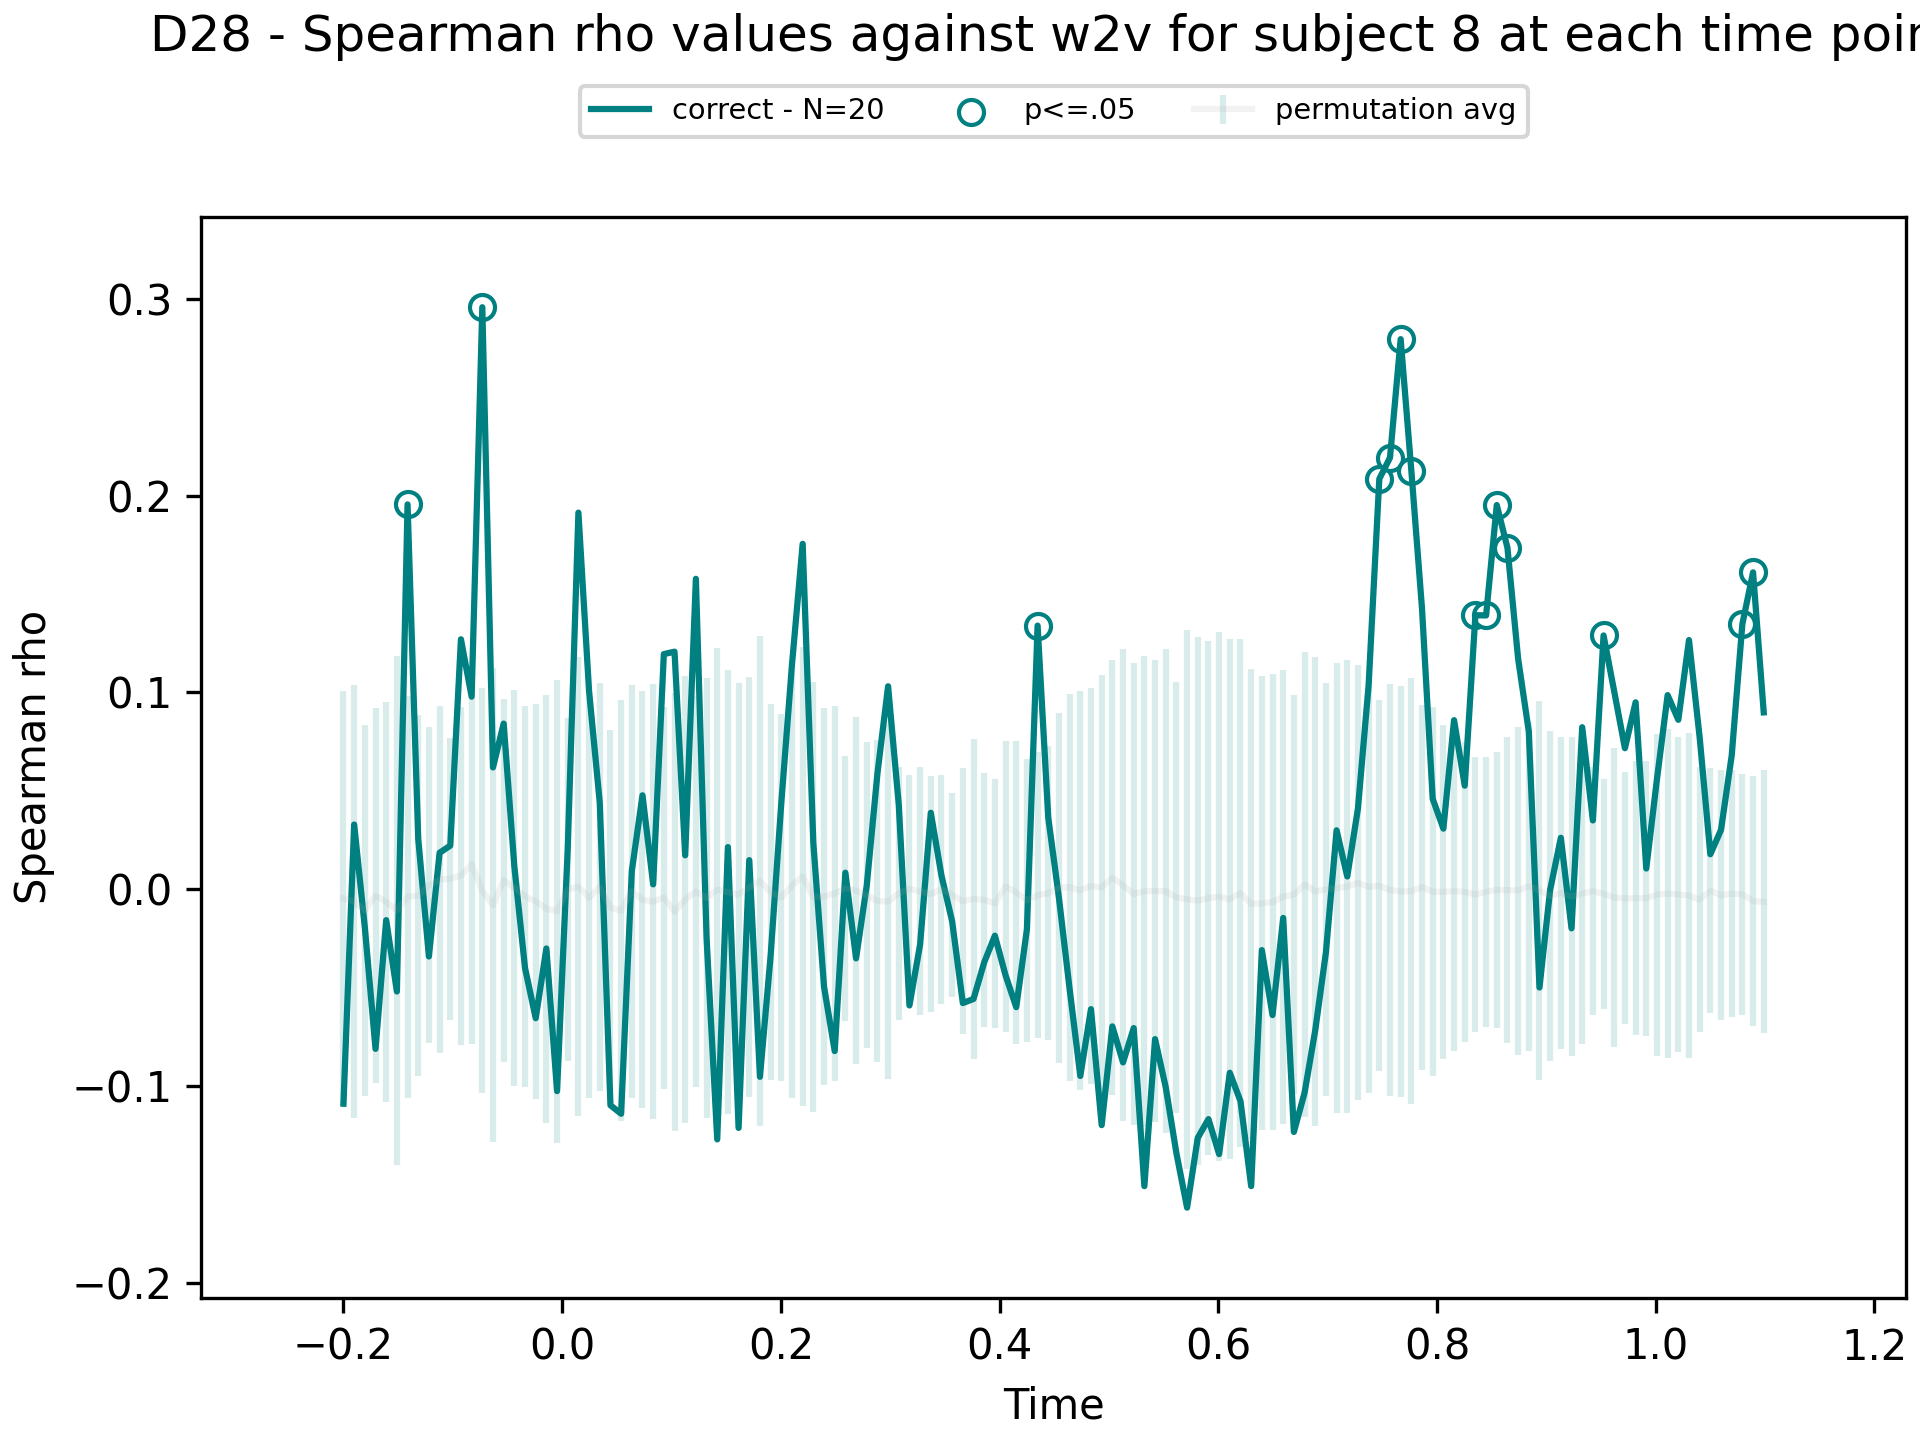 D28 - Spearman rho values against w2v for subject 8 at each time
correct - N=20 p<=.05 permutation avg
Spearman rho
0.3
0.2
0.1
0.0
−0.1
−0.2
−0.2 0.0 0.2 0.4 0.6 0.8 1.0 1.2
Time